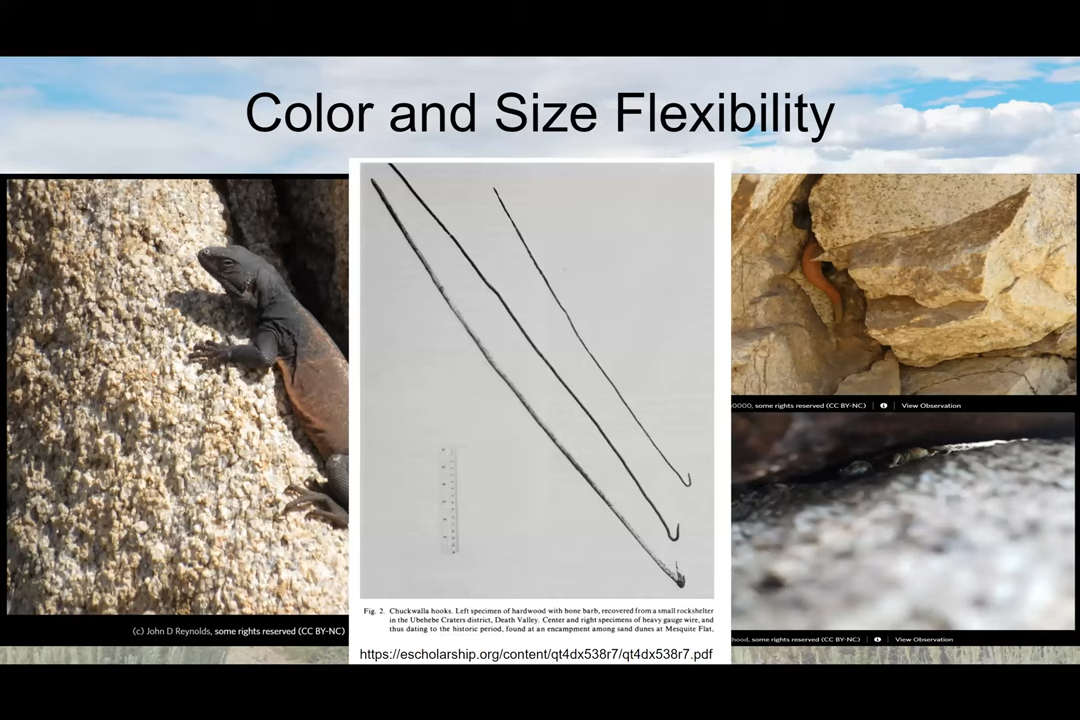 Color and Size Flexibility
Fig. 2. Chuckwalla hooks. Left specimen of hardwood with bone barb, recovered from a small rockshelter
in the Ubehebe Craters district, Death Valley. Center and right specimens of heavy gauge wire, and
thus dating to the historic period, found at an encampment among sand dunes at Mesquite Flat.
https://escholarship.org/content/qt4dx538r7/qt4dx538r7.pdf
(c) John D Reynolds, some rights reserved (CC BY-NC)
some rights reserved (CC BY-NC) | View Observation
some rights reserved (CC BY-NC) | View Observation